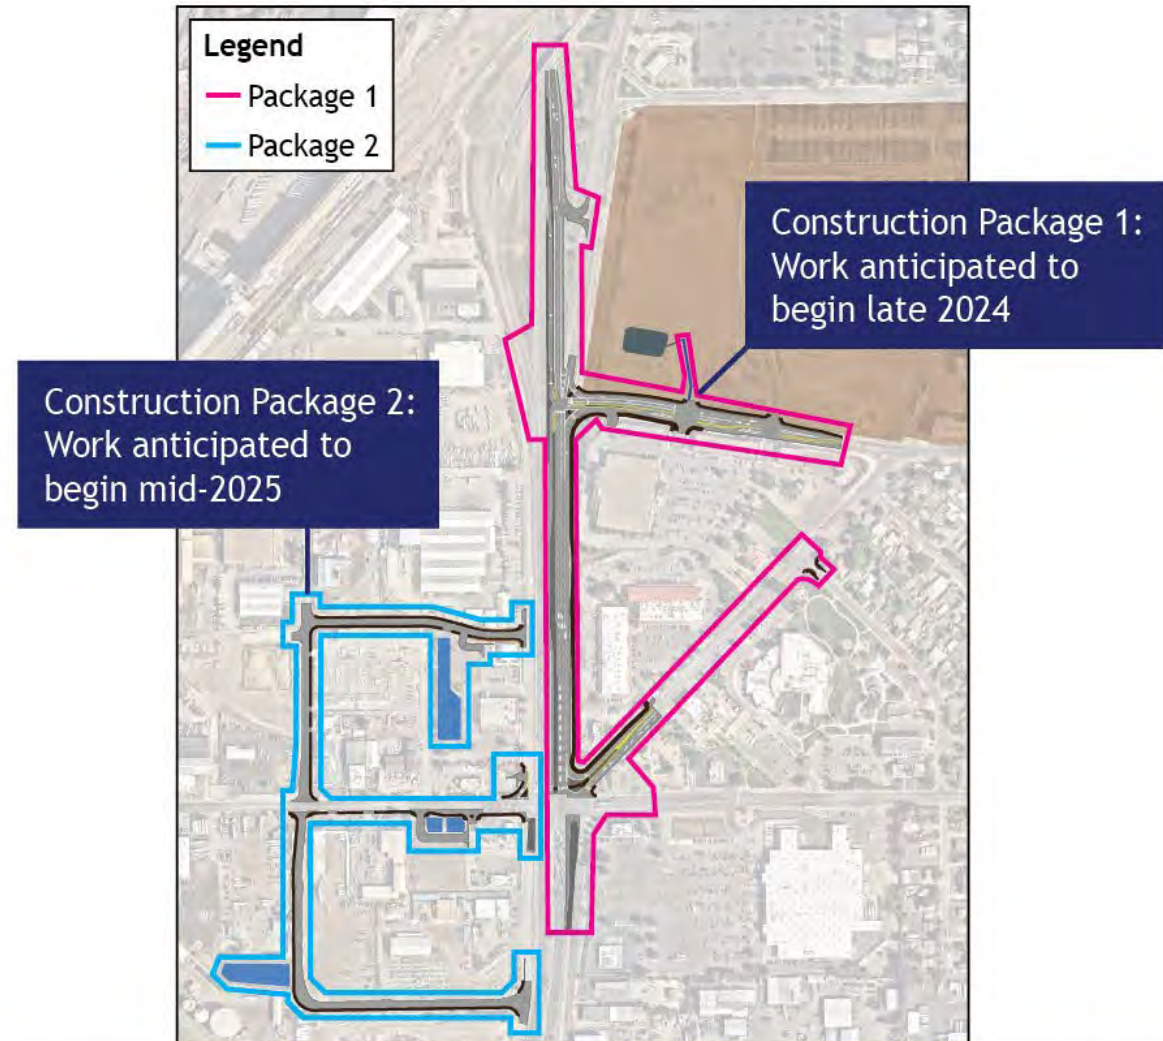 Legend
Package 1
Package 2
Construction Package 1:
Work anticipated to
begin late 2024
Construction Package 2:
Work anticipated to
begin mid-2025